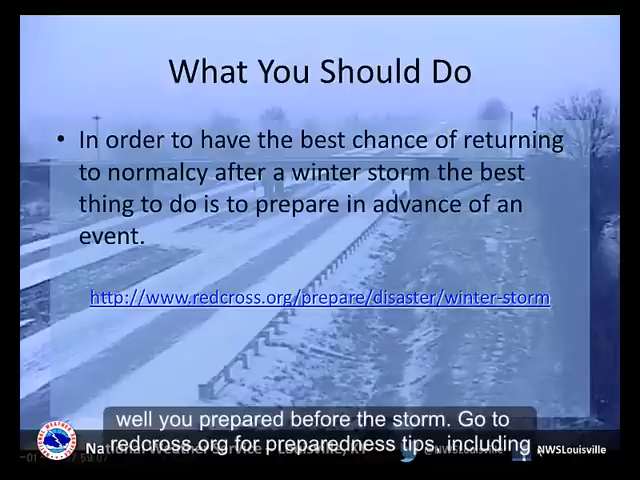 What You Should Do
• In order to have the best chance of returning
to normalcy after a winter storm the best
thing to do is to prepare in advance of an
event.
http://www.redcross.org/prepare/disaster/winter-storm
well you prepared before the storm. Go to
redcross.org for preparedness tips, including
National Weather Service - Louisville, KY
@NWSLouisville
NWSLouisville